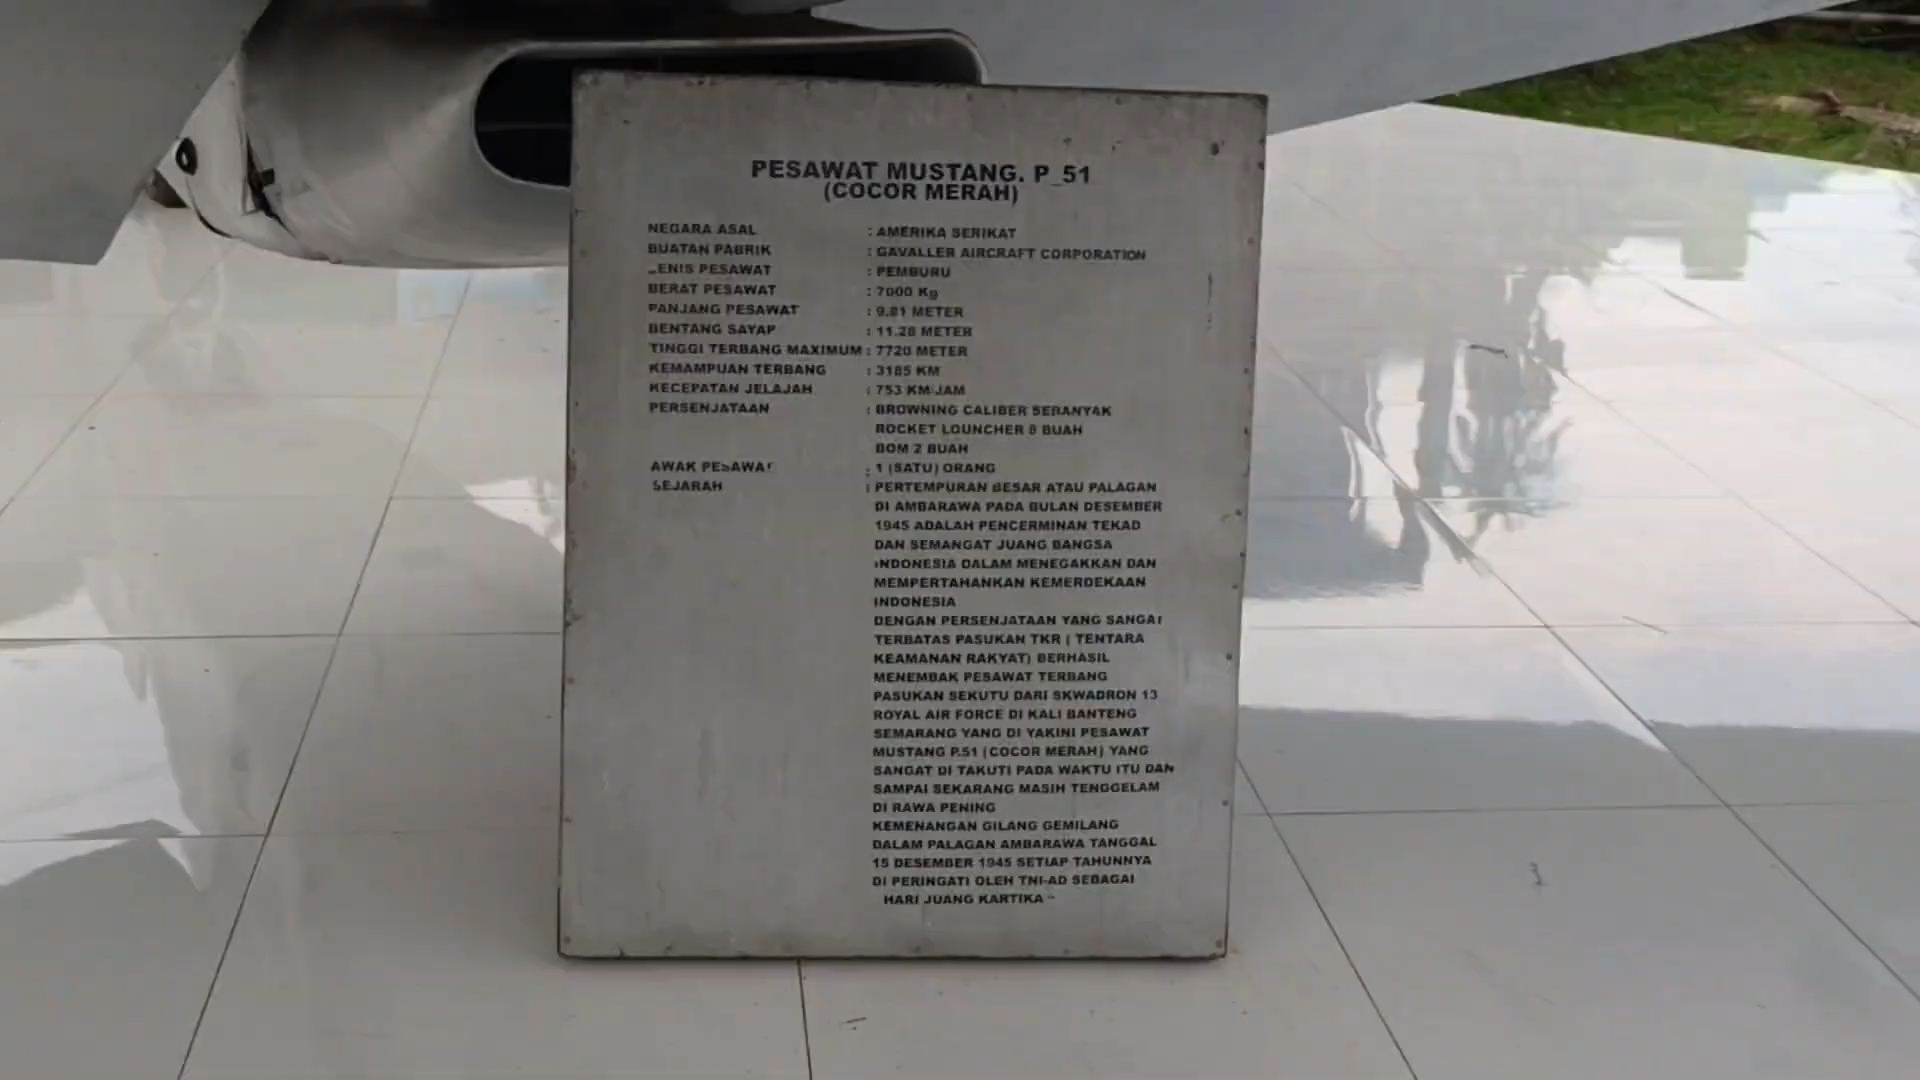 PESAWAT MUSTANG. P_51
(COCOR MERAH)
NEGARA ASAL : AMERIKA SERIKAT
BUATAN PABRIK : GAVALLER AIRCRAFT CORPORATION
JENIS PESAWAT : PEMBURU
BERAT PESAWAT : 7000 Kg
PANJANG PESAWAT : 9.81 METER
BENTANG SAYAP : 11.28 METER
TINGGI TERBANG MAXIMUM : 7720 METER
KEMAMPUAN TERBANG : 3185 KM
KECEPATAN JELAJAH : 753 KM/JAM
PERSENJATAAN : BROWNING CALIBER SEBANYAK
ROCKET LOUNCHER 8 BUAH
BOM 2 BUAH
AWAK PESAWAT : 1 (SATU) ORANG
SEJARAH : PERTEMPURAN BESAR ATAU PALAGAN
DI AMBARAWA PADA BULAN DESEMBER
1945 ADALAH PENCERMINAN TEKAD
DAN SEMANGAT JUANG BANGSA
INDONESIA DALAM MENEGAKKAN DAN
MEMPERTAHANKAN KEMERDEKAAN
INDONESIA
DENGAN PERSENJATAAN YANG SANGAT
TERBATAS PASUKAN TKR ( TENTARA
KEAMANAN RAKYAT) BERHASIL
MENEMBAK PESAWAT TERBANG
PASUKAN SEKUTU DARI SKWADRON 13
ROYAL AIR FORCE DI KALI BANTENG
SEMARANG YANG DI YAKINI PESAWAT
MUSTANG P.51 (COCOR MERAH) YANG
SANGAT DI TAKUTI PADA WAKTU ITU DAN
SAMPAI SEKARANG MASIH TENGGELAM
DI RAWA PENING
KEMENANGAN GILANG GEMILANG
DALAM PALAGAN AMBARAWA TANGGAL
15 DESEMBER 1945 SETIAP TAHUNNYA
DI PERINGATI OLEH TNI-AD SEBAGAI
HARI JUANG KARTIKA "